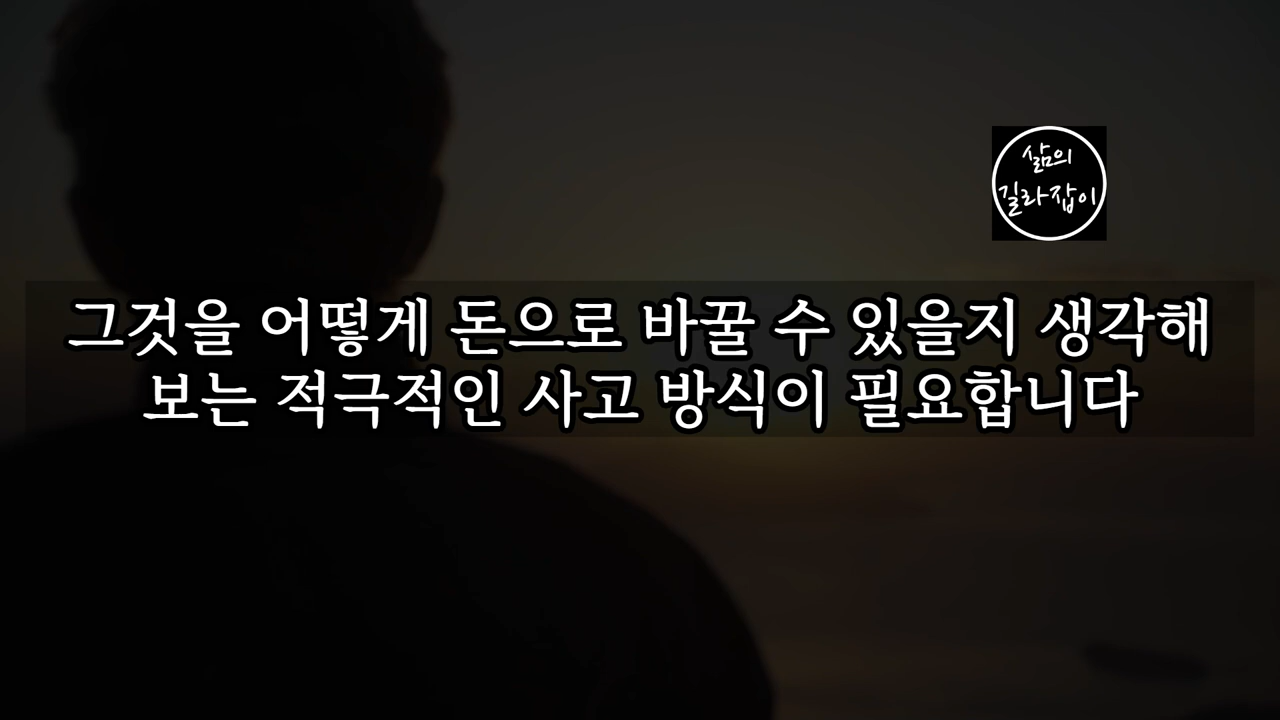 삶의
길라잡이
그것을 어떻게 돈으로 바꿀 수 있을지 생각해
보는 적극적인 사고 방식이 필요합니다